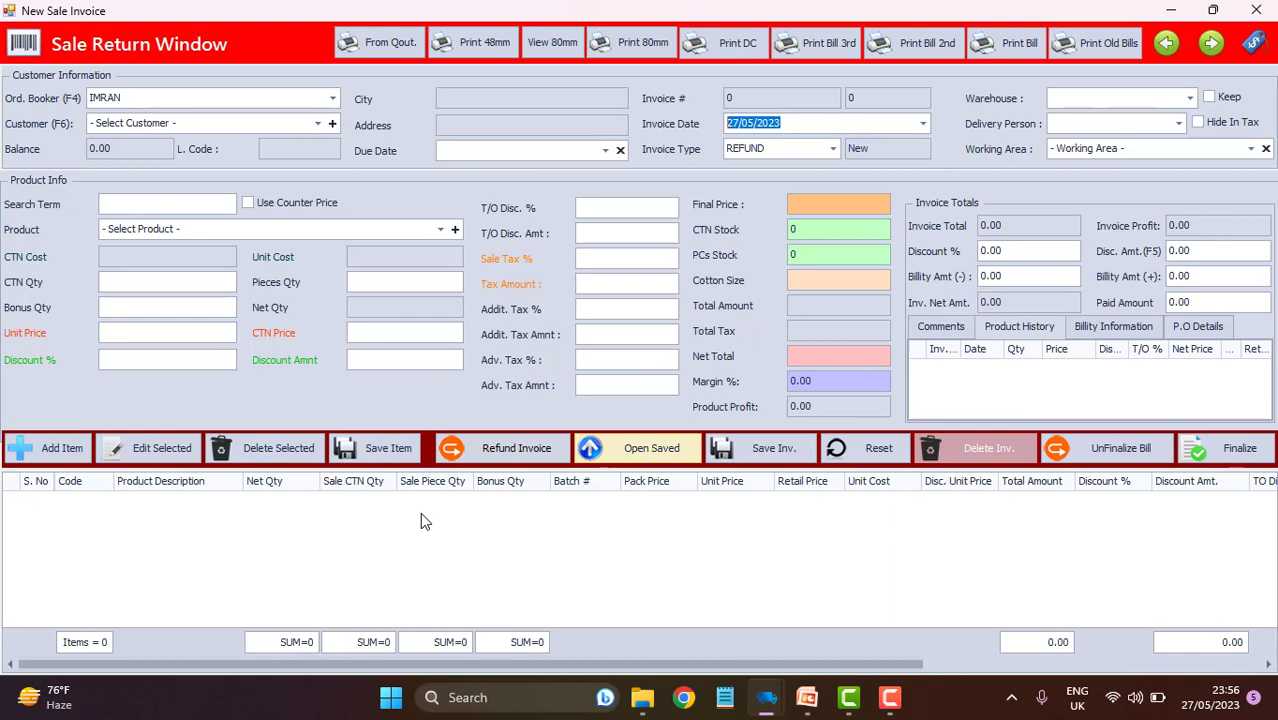 New Sale Invoice
Sale Return Window
From Qout.
Print 48mm
View 80mm
Print 80mm
Print DC
Print Bill 3rd
Print Bill 2nd
Print Bill
Print Old Bills
Customer Information
Ord. Booker (F4) IMRAN
City
Invoice # 0 0
Warehouse :
Keep
Customer (F6): - Select Customer -
Address
Invoice Date 27/05/2023
Delivery Person :
Hide In Tax
Balance 0.00 L. Code :
Due Date
Invoice Type REFUND New
Working Area : - Working Area -
Product Info
Search Term
Use Counter Price
Product - Select Product -
CTN Cost
Unit Cost
CTN Qty
Pieces Qty
Bonus Qty
Net Qty
Unit Price
CTN Price
Discount %
Discount Amnt
T/O Disc. %
T/O Disc. Amt :
Sale Tax %
Tax Amount :
Addit. Tax %
Addit. Tax Amnt :
Adv. Tax % :
Adv. Tax Amnt :
Final Price :
CTN Stock 0
PCs Stock 0
Cotton Size
Total Amount
Total Tax
Net Total
Margin %: 0.00
Product Profit: 0.00
Invoice Totals
Invoice Total 0.00 Invoice Profit: 0.00
Discount % 0.00 Disc. Amt.(F5) 0.00
Billity Amt (-) : 0.00 Billity Amt (+): 0.00
Inv. Net Amt. 0.00 Paid Amount 0.00
Comments Product History Billity Information P.O Details
Inv.... Date Qty Price Dis... T/O % Net Price ... Ret...
Add Item
Edit Selected
Delete Selected
Save Item
Refund Invoice
Open Saved
Save Inv.
Reset
Delete Inv.
UnFinalize Bill
Finalize
S. No Code Product Description Net Qty Sale CTN Qty Sale Piece Qty Bonus Qty Batch # Pack Price Unit Price Retail Price Unit Cost Disc. Unit Price Total Amount Discount % Discount Amt. TO Di
Items = 0 SUM=0 SUM=0 SUM=0 SUM=0 0.00 0.00
76°F
Haze
Search
ENG
UK
23:56
27/05/2023
5